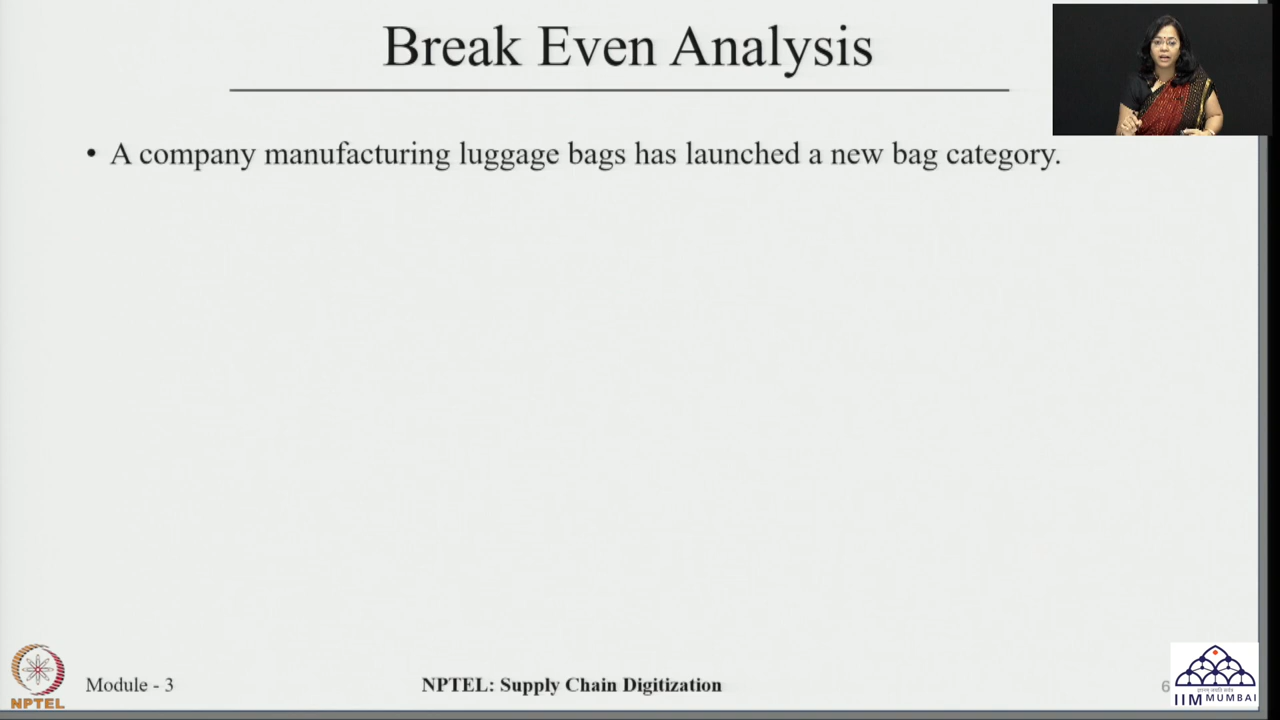 Break Even Analysis
• A company manufacturing luggage bags has launched a new bag category.
NPTEL
Module - 3
NPTEL: Supply Chain Digitization
6
IIM MUMBAI